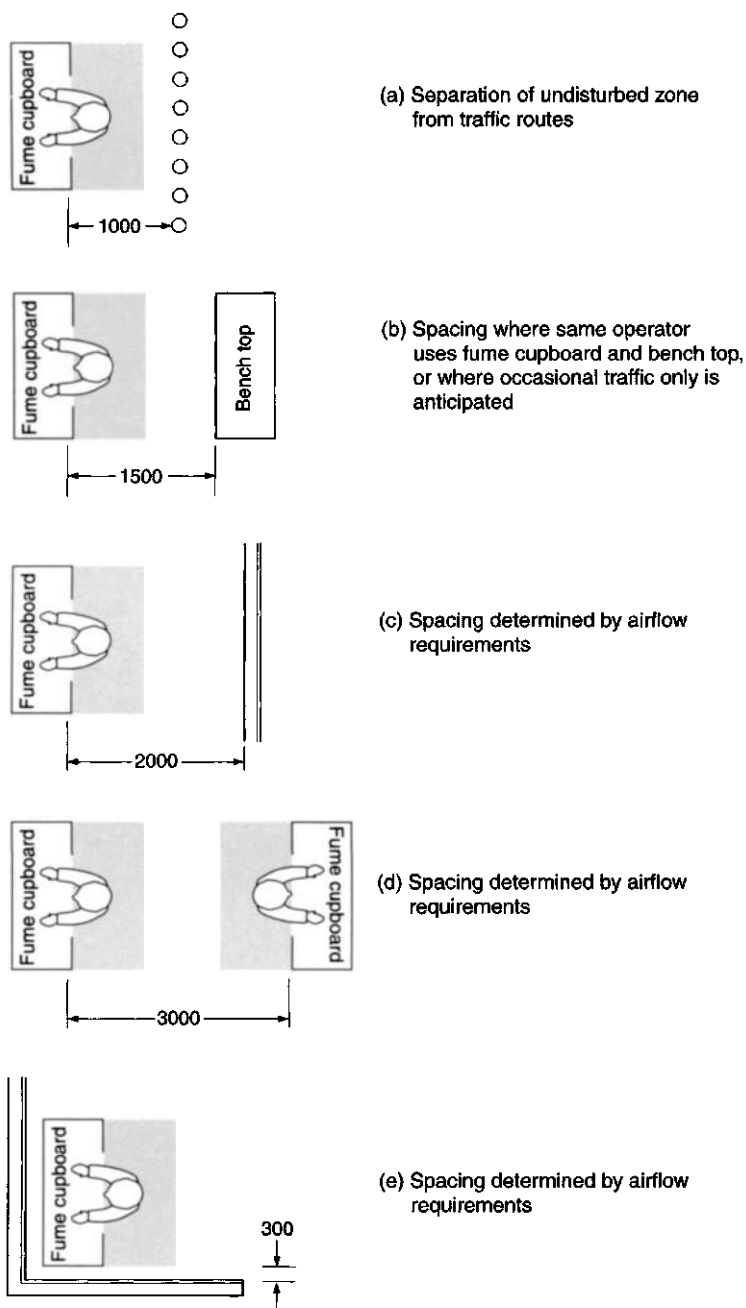 Fume cupboard
(a) Separation of undisturbed zone
from traffic routes
1000
Fume cupboard
Bench top
(b) Spacing where same operator
uses fume cupboard and bench top,
or where occasional traffic only is
anticipated
1500
Fume cupboard
(c) Spacing determined by airflow
requirements
2000
Fume cupboard
Fume cupboard
(d) Spacing determined by airflow
requirements
3000
Fume cupboard
(e) Spacing determined by airflow
requirements
300